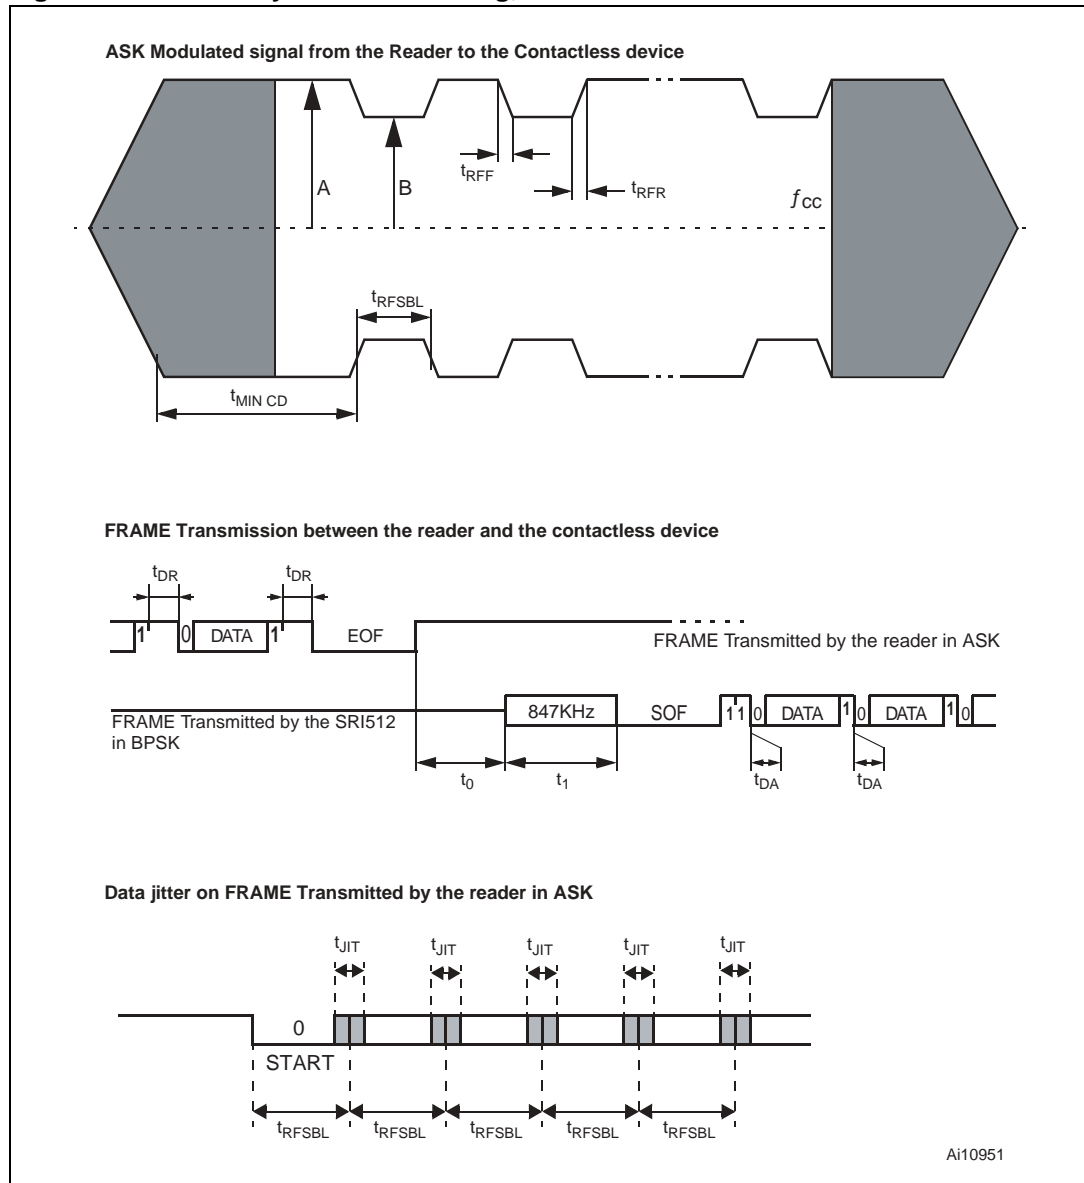 ASK Modulated signal from the Reader to the Contactless device
A
B
tRFF
tRFR
ƒcc
tRFSBL
tMIN CD
FRAME Transmission between the reader and the contactless device
tDR
tDR
1
0
DATA
1
EOF
FRAME Transmitted by the reader in ASK
FRAME Transmitted by the SRI512
in BPSK
847KHz
SOF
1
1
0
DATA
1
0
DATA
1
0
t0
t1
tDA
tDA
Data jitter on FRAME Transmitted by the reader in ASK
tJIT
tJIT
tJIT
tJIT
tJIT
0
START
tRFSBL
tRFSBL
tRFSBL
tRFSBL
tRFSBL
Ai10951